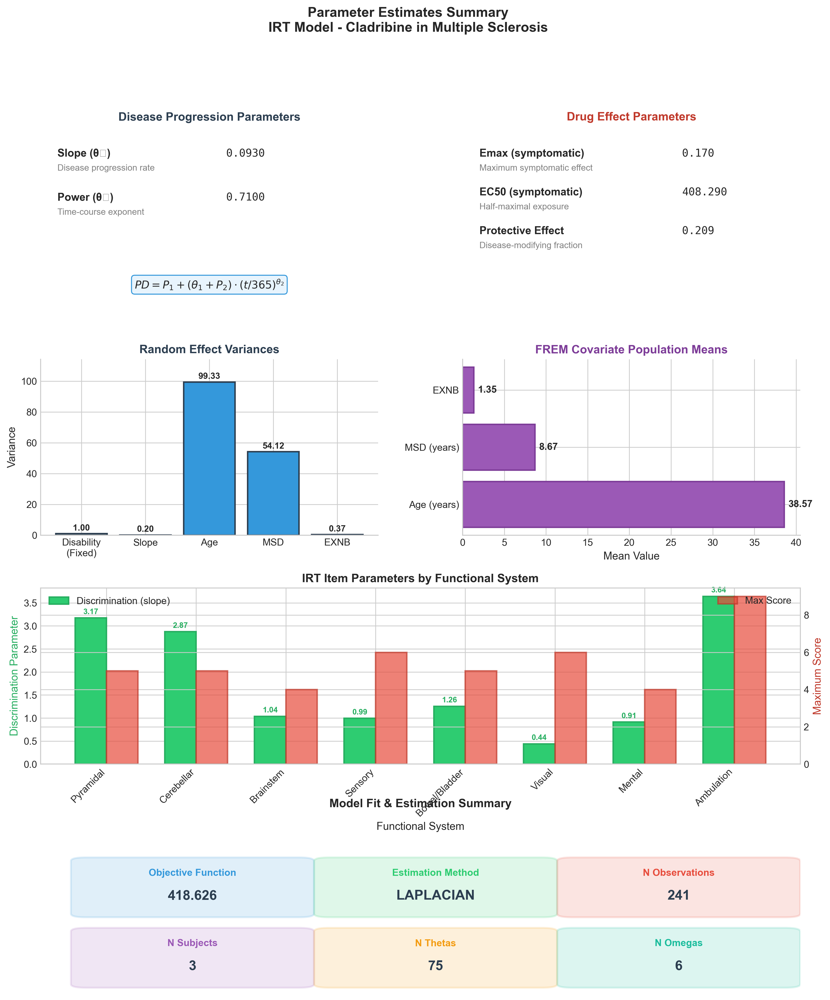 Parameter Estimates Summary
IRT Model - Cladribine in Multiple Sclerosis
Disease Progression Parameters
Slope (θ□) 0.0930
Disease progression rate
Power (θ□) 0.7100
Time-course exponent
PD = P₁ + (θ₁ + P₂) · (t/365)^θ₂
Drug Effect Parameters
Emax (symptomatic) 0.170
Maximum symptomatic effect
EC50 (symptomatic) 408.290
Half-maximal exposure
Protective Effect 0.209
Disease-modifying fraction
Random Effect Variances
Variance
100
80
60
40
20
0
1.00
0.20
99.33
54.12
0.37
Disability
(Fixed)
Slope
Age
MSD
EXNB
FREM Covariate Population Means
EXNB
1.35
MSD (years)
8.67
Age (years)
38.57
0 5 10 15 20 25 30 35 40
Mean Value
IRT Item Parameters by Functional System
Discrimination (slope)
Max Score
Discrimination Parameter
3.5
3.0
2.5
2.0
1.5
1.0
0.5
0.0
3.17
2.87
1.04
0.99
1.26
0.44
0.91
3.64
8
6
4
2
0
Maximum Score
Pyramidal
Cerebellar
Brainstem
Sensory
Bowel/Bladder
Visual
Mental
Ambulation
Functional System
Model Fit & Estimation Summary
Objective Function
418.626
Estimation Method
LAPLACIAN
N Observations
241
N Subjects
3
N Thetas
75
N Omegas
6